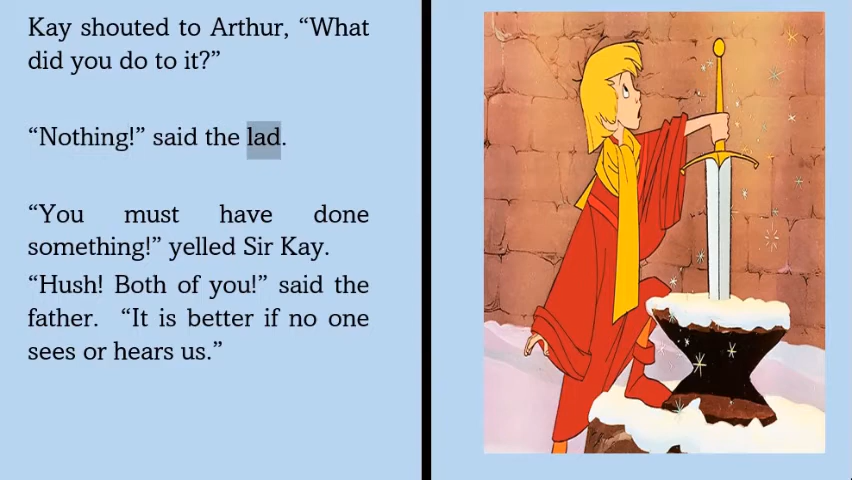 Kay shouted to Arthur, “What
did you do to it?”
“Nothing!” said the lad.
“You must have done
something!” yelled Sir Kay.
“Hush! Both of you!” said the
father. “It is better if no one
sees or hears us.”